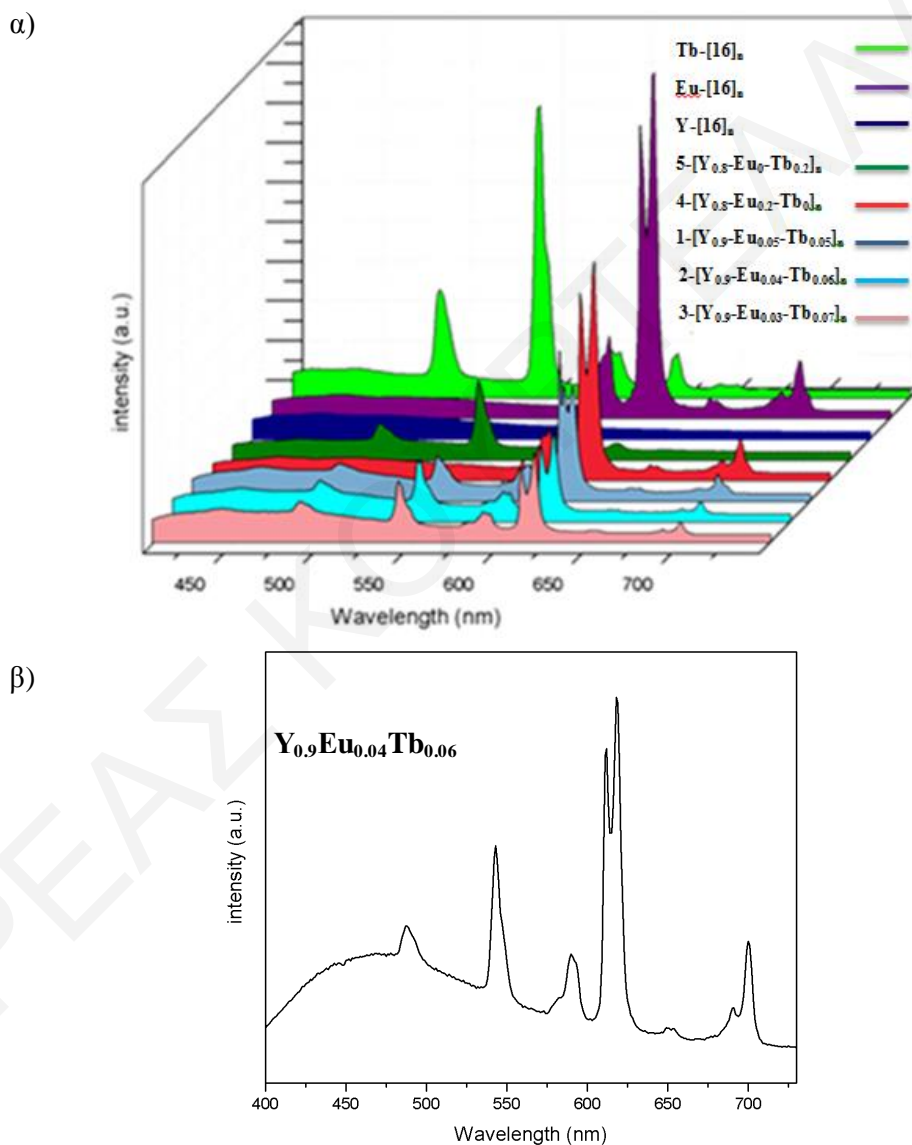 α)
Tb-[16]ₙ
Eu-[16]ₙ
Y-[16]ₙ
5-[Y₀.₈-Eu₀-Tb₀.₂]ₙ
4-[Y₀.₈-Eu₀.₂-Tb₀]ₙ
1-[Y₀.₉-Eu₀.₀₅-Tb₀.₀₅]ₙ
2-[Y₀.₉-Eu₀.₀₄-Tb₀.₀₆]ₙ
3-[Y₀.₉-Eu₀.₀₃-Tb₀.₀₇]ₙ
intensity (a.u.)
450 500 550 600 650 700
Wavelength (nm)
β)
Y₀.₉Eu₀.₀₄Tb₀.₀₆
intensity (a.u.)
400 450 500 550 600 650 700
Wavelength (nm)